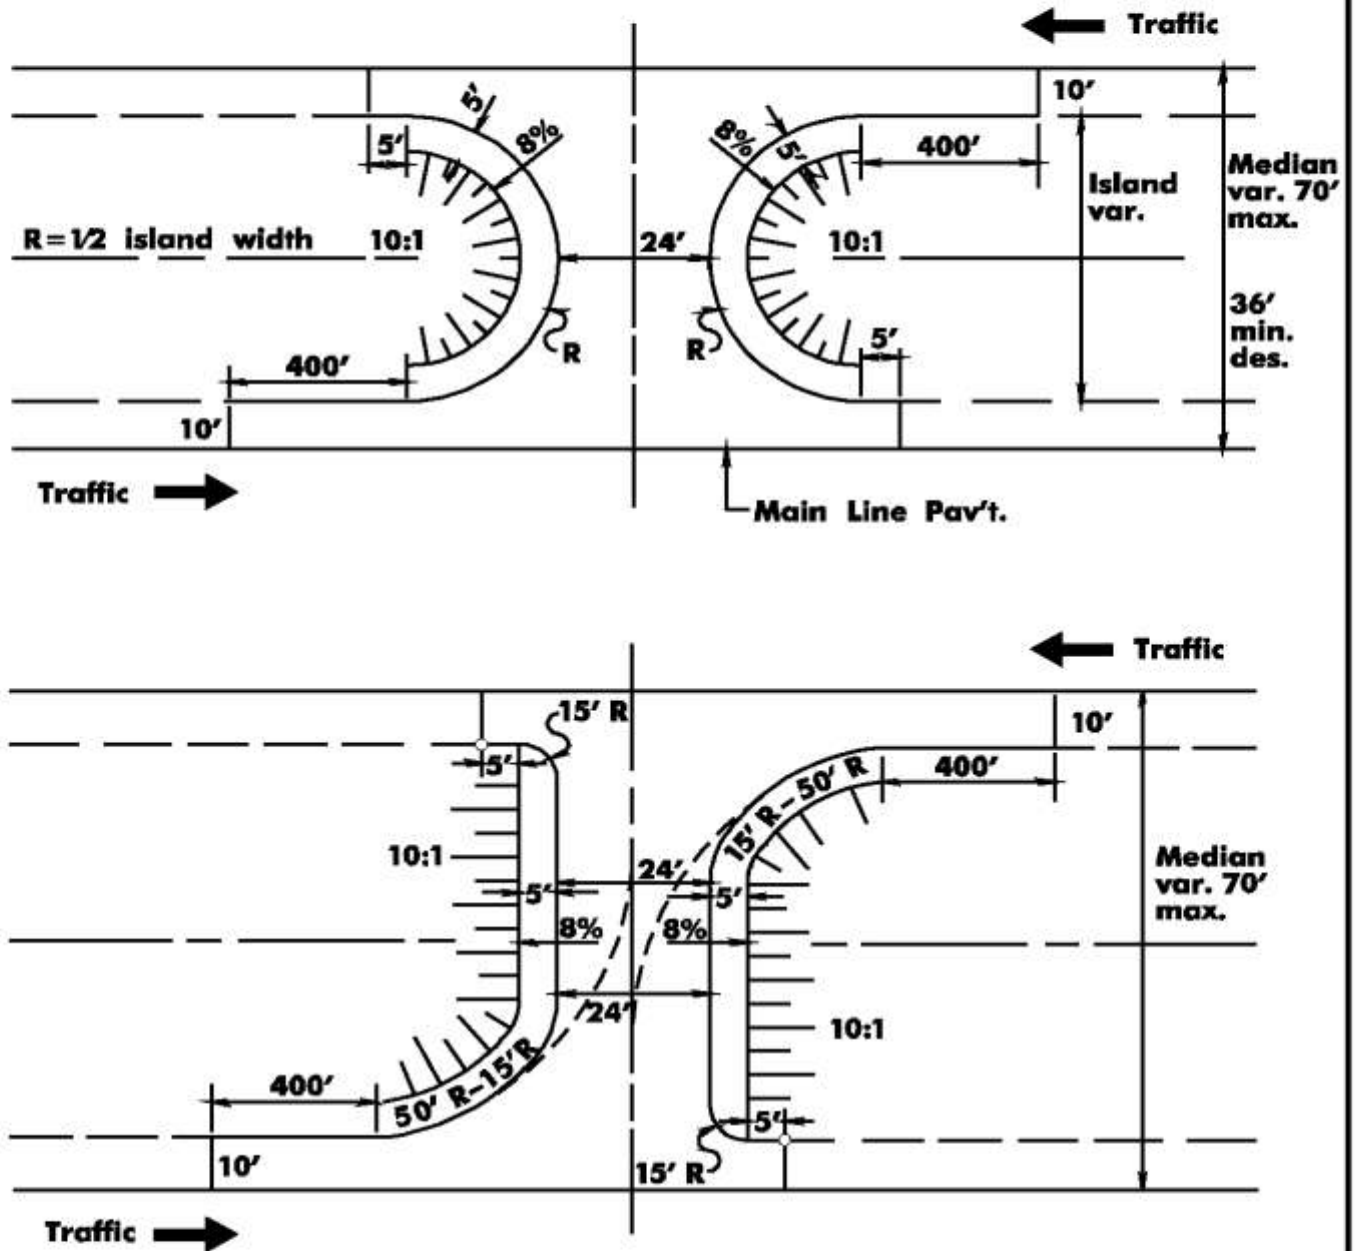 Traffic
10'
5'
8%
8%
5'
5'
400'
Median
var. 70'
max.
Island
var.
R=1/2 island width
10:1
24'
10:1
36'
min.
des.
R
R
5'
400'
10'
Traffic
Main Line Pav't.
Traffic
15' R
10'
5'
15' R-50' R
400'
10:1
24'
5'
5'
Median
var. 70'
max.
8%
8%
24'
10:1
50' R-15' R
400'
5'
10'
15' R
Traffic